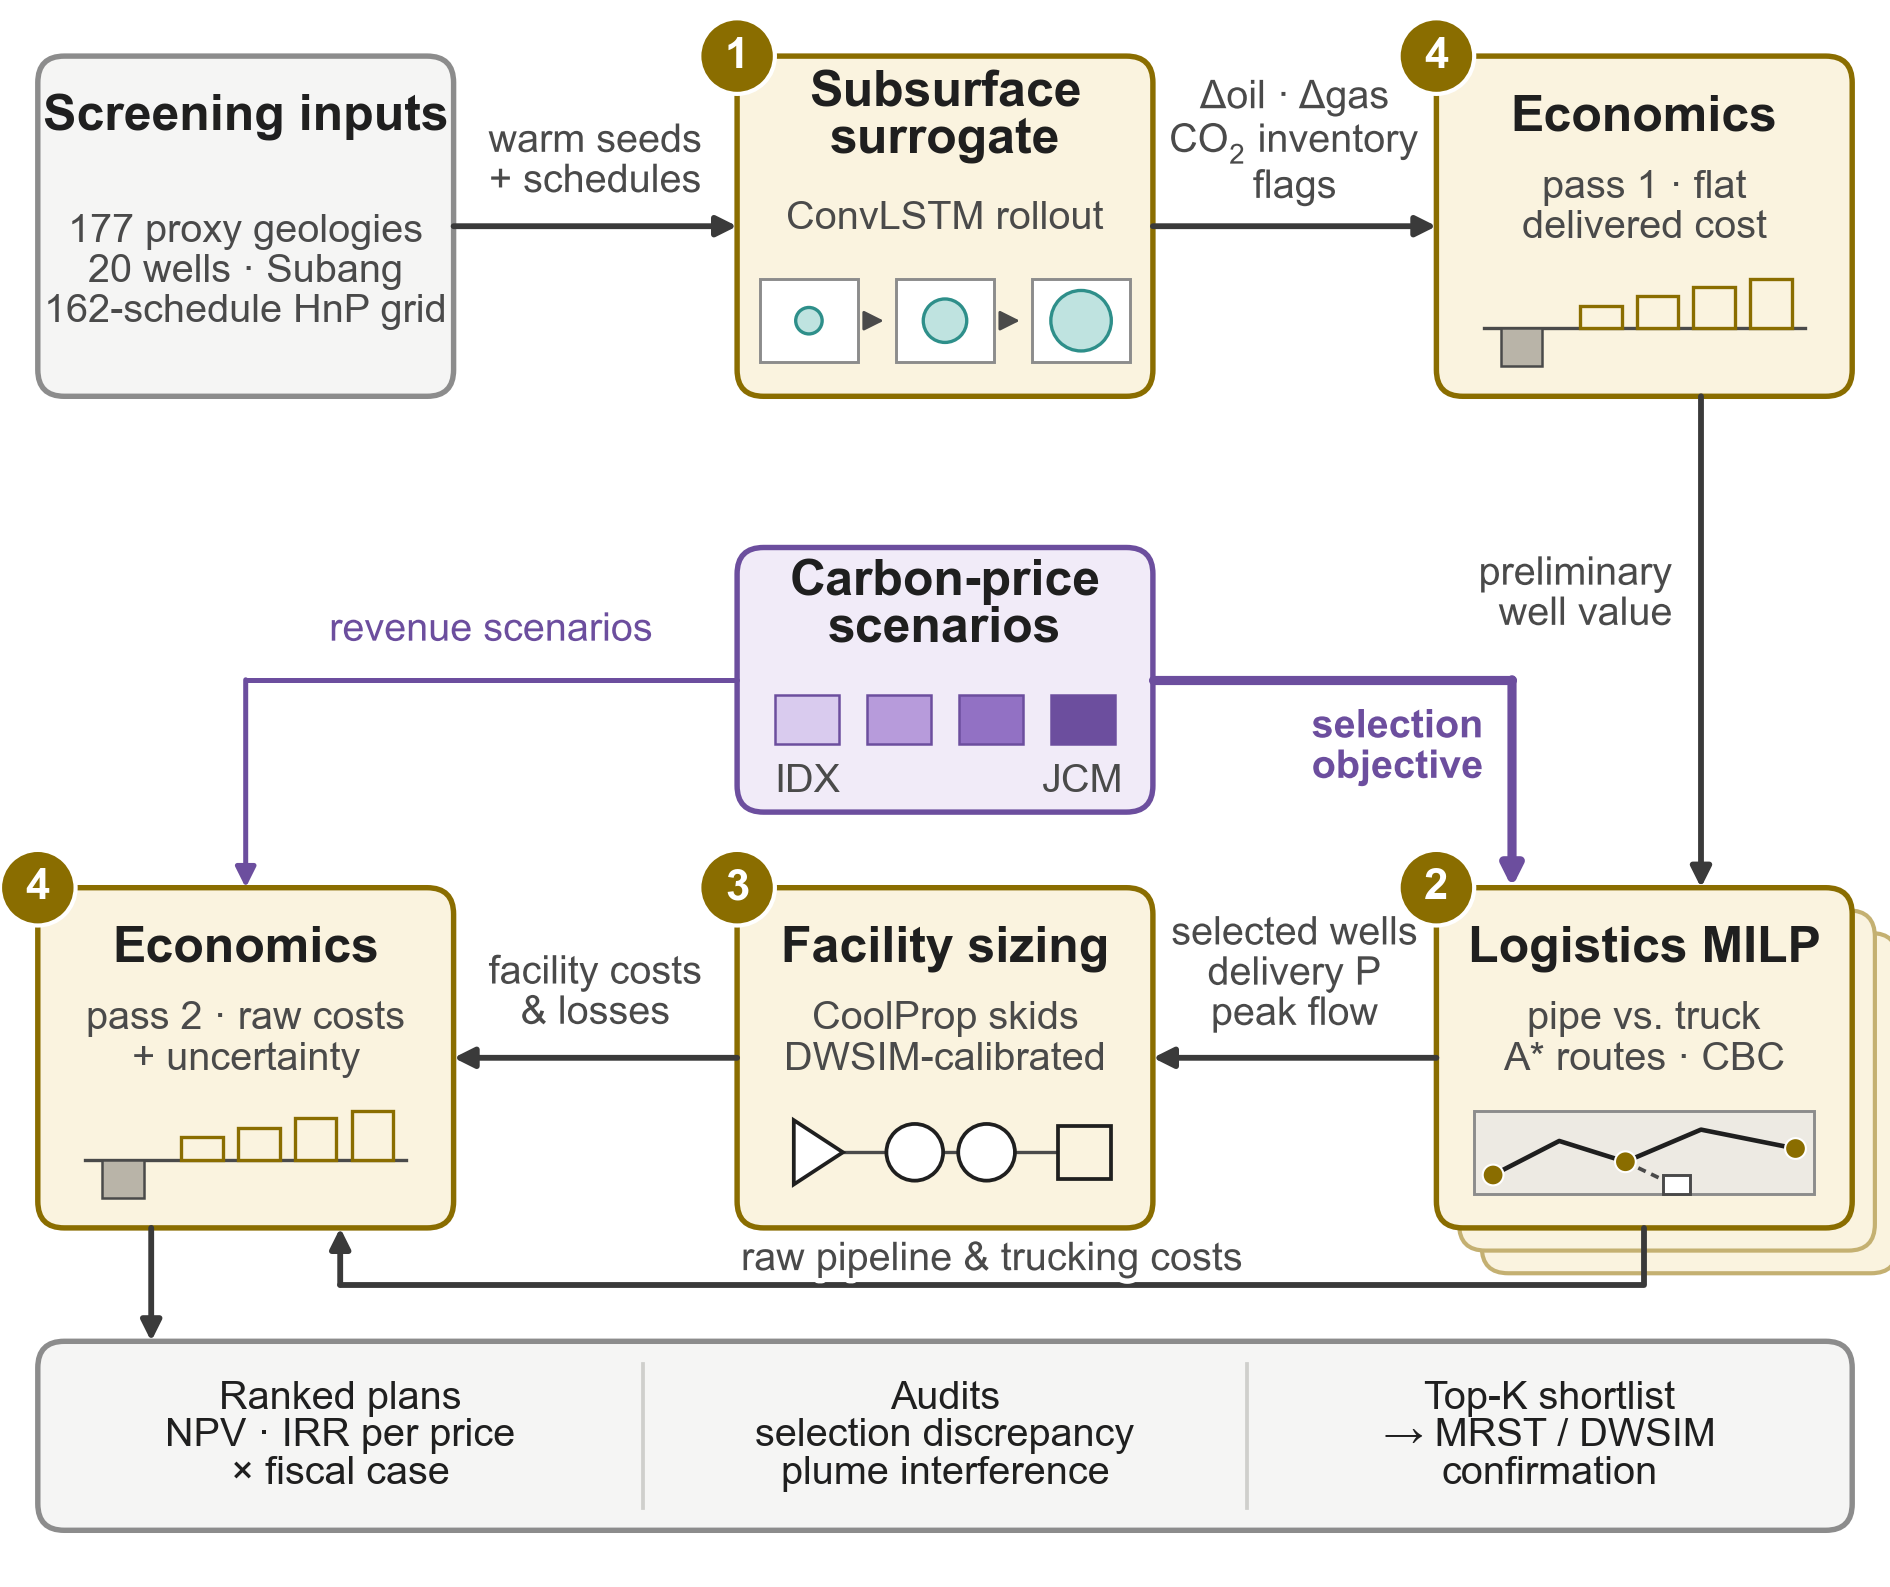 Screening inputs
177 proxy geologies
20 wells · Subang
162-schedule HnP grid
warm seeds
+ schedules
1
Subsurface
surrogate
ConvLSTM rollout
Δoil · Δgas
CO₂ inventory
flags
4
Economics
pass 1 · flat
delivered cost
preliminary
well value
revenue scenarios
Carbon-price
scenarios
IDX
JCM
selection
objective
4
Economics
pass 2 · raw costs
+ uncertainty
facility costs
& losses
3
Facility sizing
CoolProp skids
DWSIM-calibrated
selected wells
delivery P
peak flow
2
Logistics MILP
pipe vs. truck
A* routes · CBC
raw pipeline & trucking costs
Ranked plans
NPV · IRR per price
× fiscal case
Audits
selection discrepancy
plume interference
Top-K shortlist
→ MRST / DWSIM
confirmation